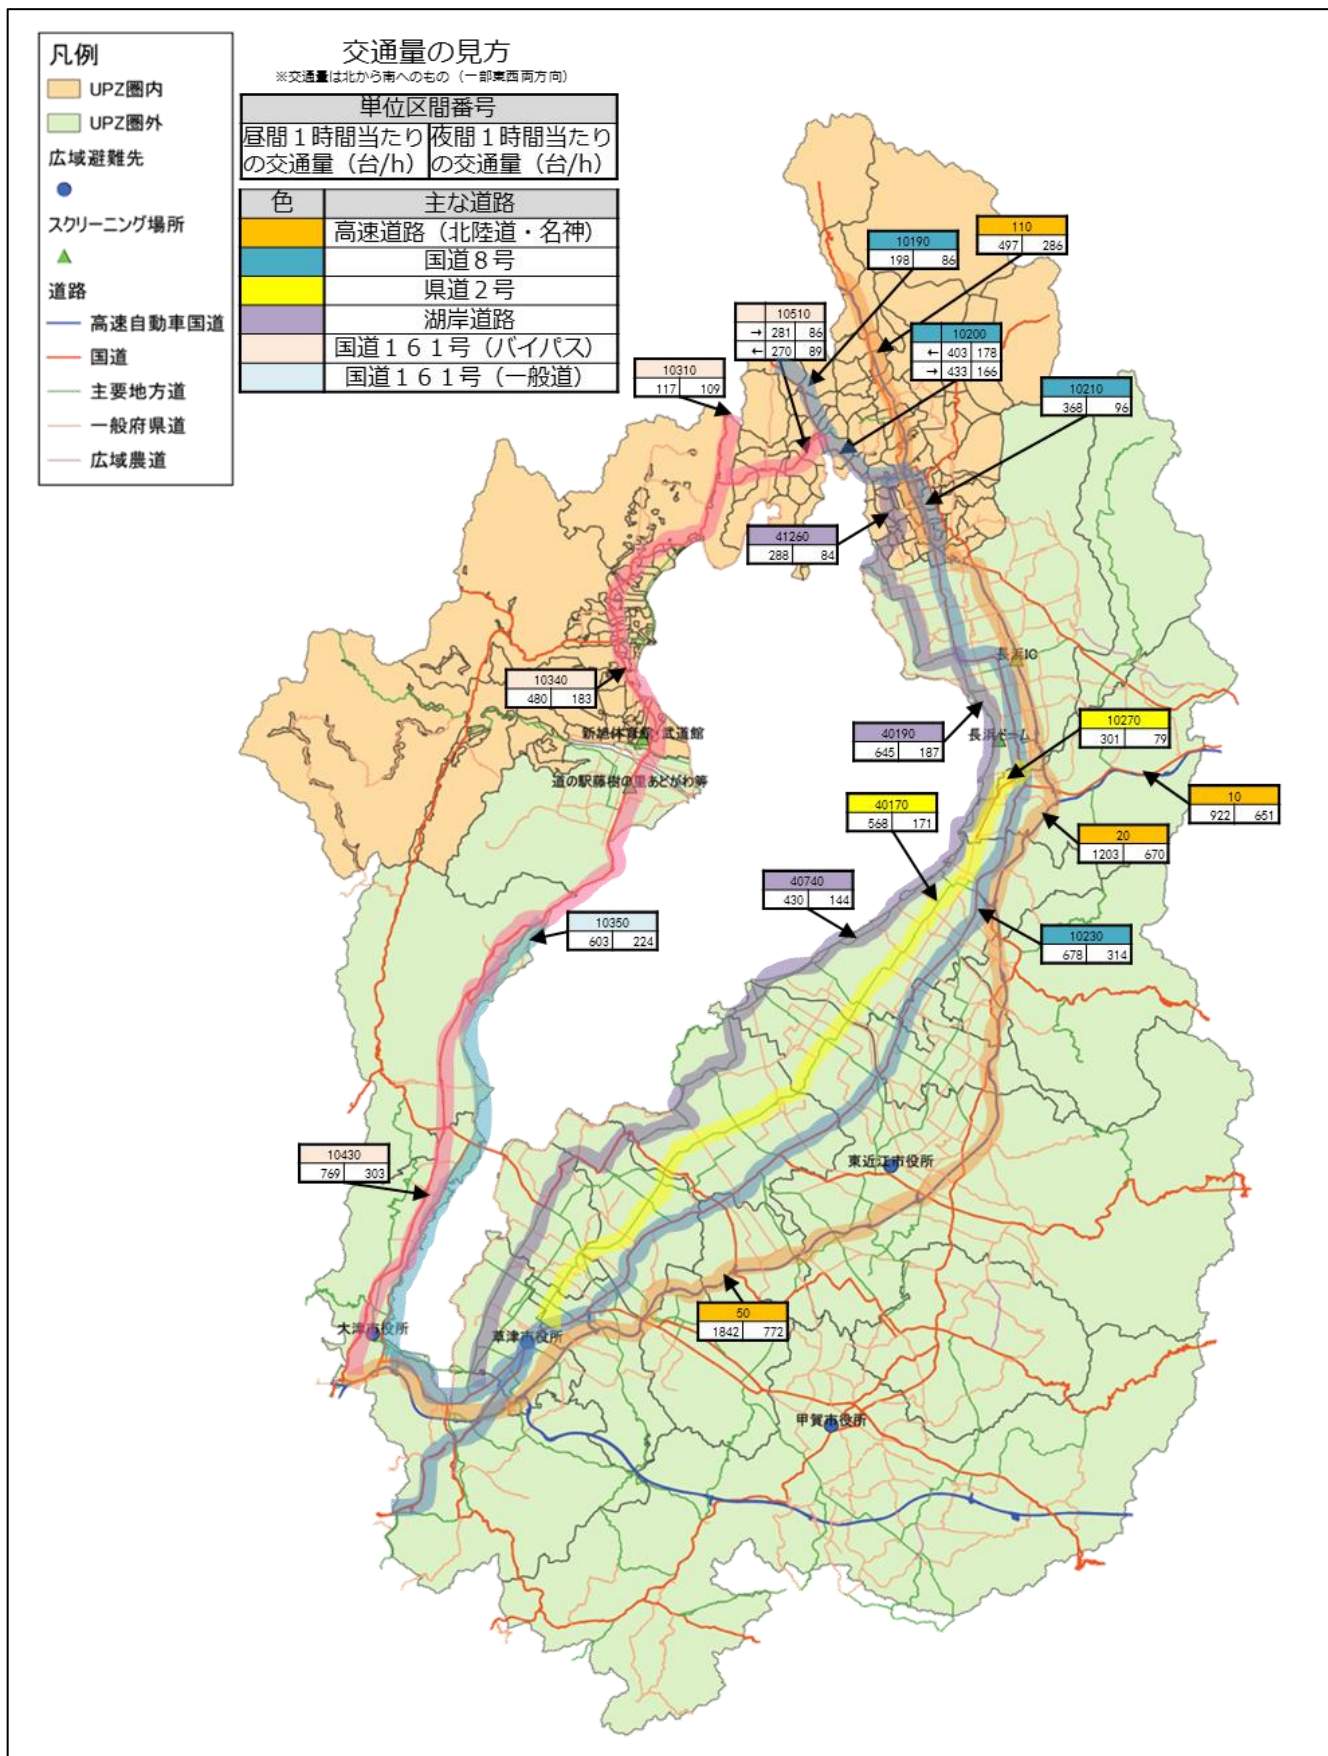 凡例
UPZ圏内
UPZ圏外
広域避難先
スクリーニング場所
道路
高速自動車国道
国道
主要地方道
一般府県道
広域農道
交通量の見方
※交通量は北から南へのもの（一部東西両方向）
単位区間番号
昼間１時間当たりの交通量（台/h）
夜間１時間当たりの交通量（台/h）
色 主な道路
高速道路（北陸道・名神）
国道８号
県道２号
湖岸道路
国道１６１号（バイパス）
国道１６１号（一般道）
110
497 286
10190
198 86
10510
→ 281 86
← 270 89
10200
← 403 178
→ 433 166
10310
117 109
10210
368 96
41260
288 84
長浜IC
10340
480 183
新旭体育館・武道館
道の駅藤樹の里あどがわ等
40190
645 187
長浜ドーム
10270
301 79
10
922 651
40170
568 171
20
1203 670
40740
430 144
10350
603 224
10230
678 314
10430
769 303
東近江市役所
50
1842 772
大津市役所
草津市役所
甲賀市役所